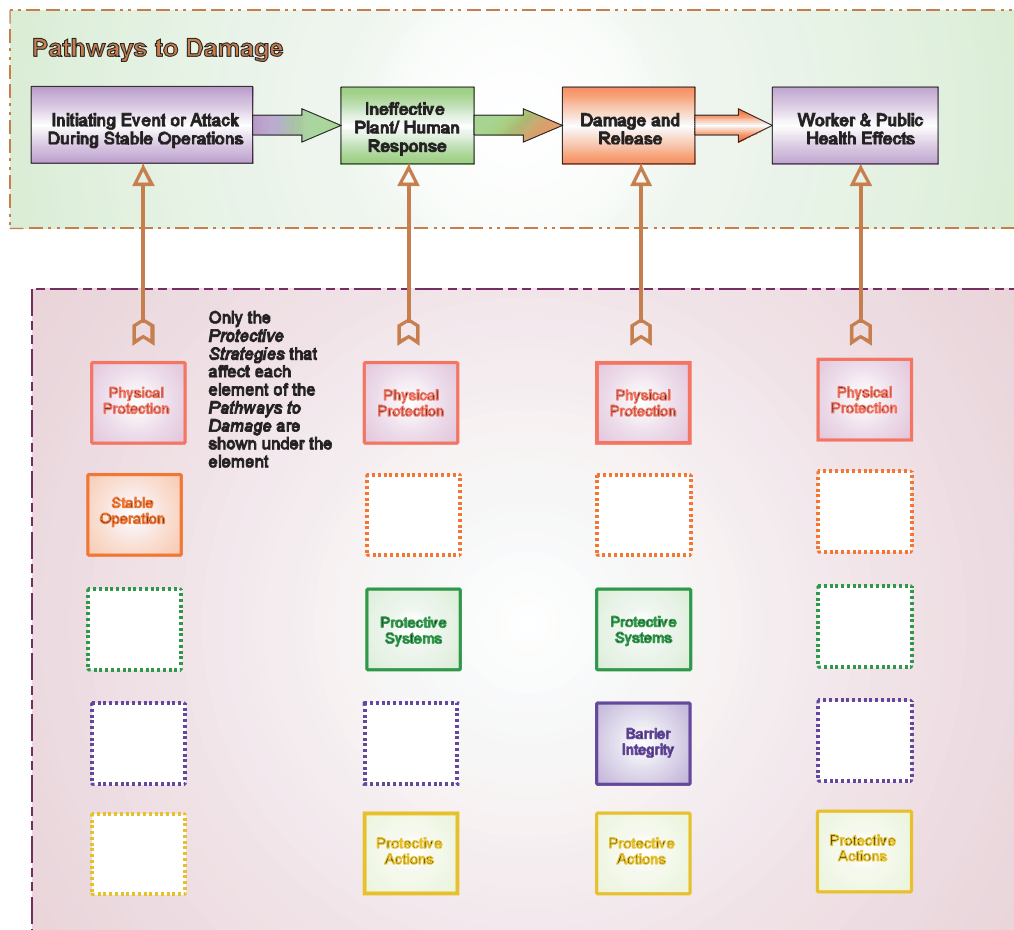 Pathways to Damage
Initiating Event or Attack
During Stable Operations
Ineffective
Plant/ Human
Response
Damage and
Release
Worker & Public
Health Effects
Only the
Protective
Strategies that
affect each
element of the
Pathways to
Damage are
shown under the
element
Physical
Protection
Physical
Protection
Physical
Protection
Physical
Protection
Stable
Operation
Protective
Systems
Protective
Systems
Barrier
Integrity
Protective
Actions
Protective
Actions
Protective
Actions